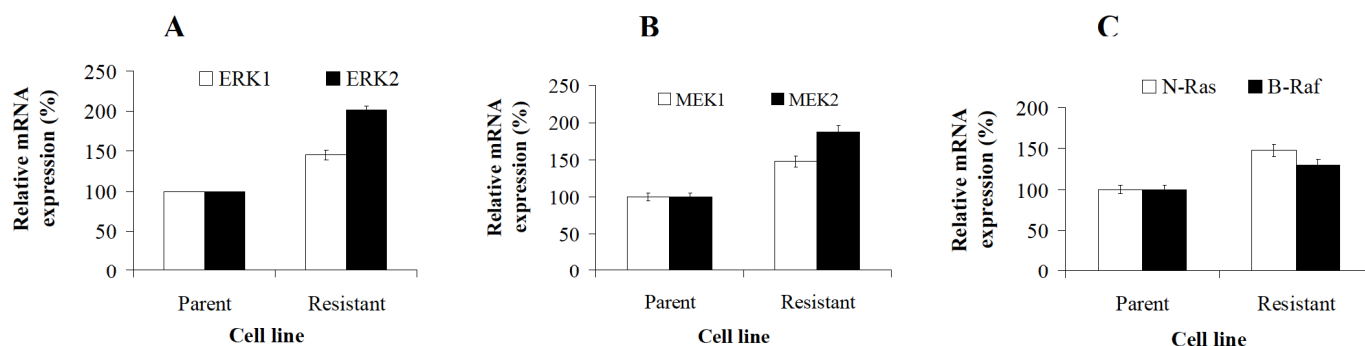 A
Relative mRNA
expression (%)
250
200
150
100
50
0
ERK1 ERK2
Parent Resistant
Cell line
B
Relative mRNA
expression (%)
250
200
150
100
50
0
MEK1 MEK2
Parent Resistant
Cell line
C
Relative mRNA
expression (%)
200
150
100
50
0
N-Ras B-Raf
Parent Resistant
Cell line